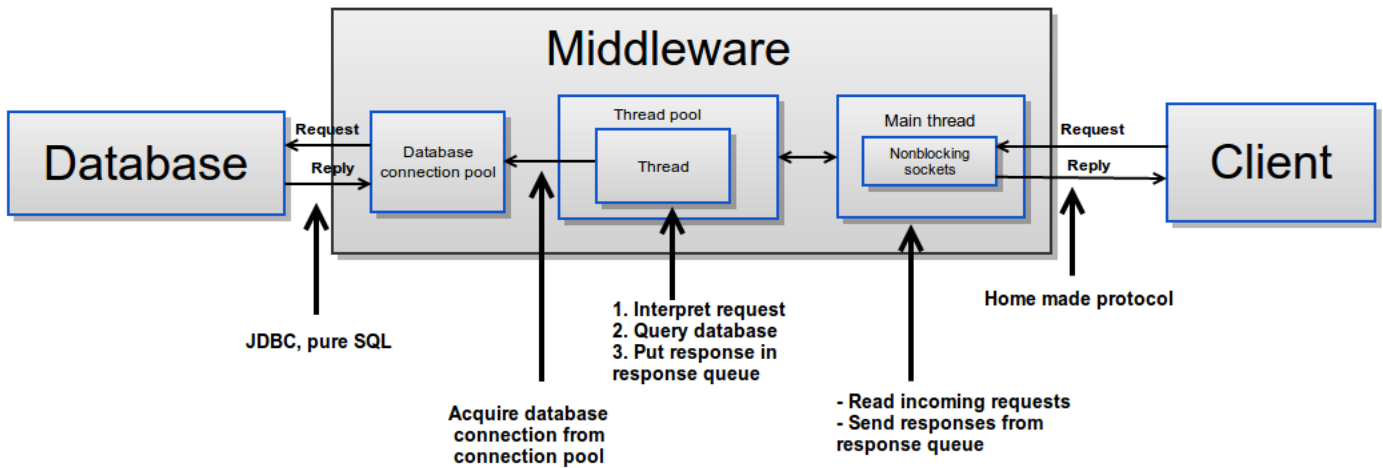 Middleware
Database
Request
Reply
Database
connection pool
Thread pool
Thread
Main thread
Nonblocking
sockets
Request
Reply
Client
JDBC, pure SQL
Acquire database
connection from
connection pool
1. Interpret request
2. Query database
3. Put response in
response queue
- Read incoming requests
- Send responses from
response queue
Home made protocol